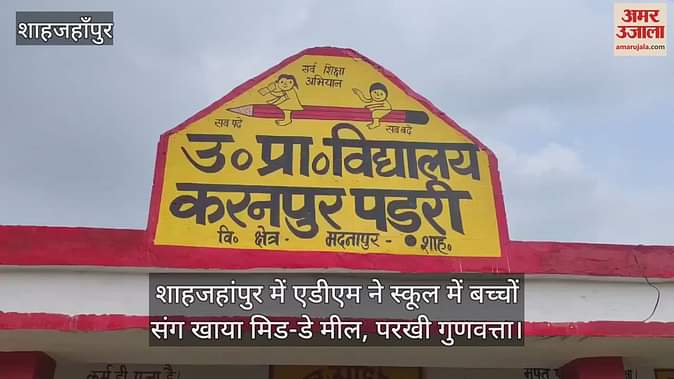 शाहजहाँपुर
अमर
उजाला
amarujala.com
सर्व शिक्षा
अभियान
सब पढ़े
सब बढ़े
उ० प्रा० विद्यालय
करनपुर पड़री
वि० क्षेत्र - मदनापुर - शाह०
शाहजहांपुर में एडीएम ने स्कूल में बच्चों
संग खाया मिड-डे मील, परखी गुणवत्ता।
कर्म ही पूजा है।